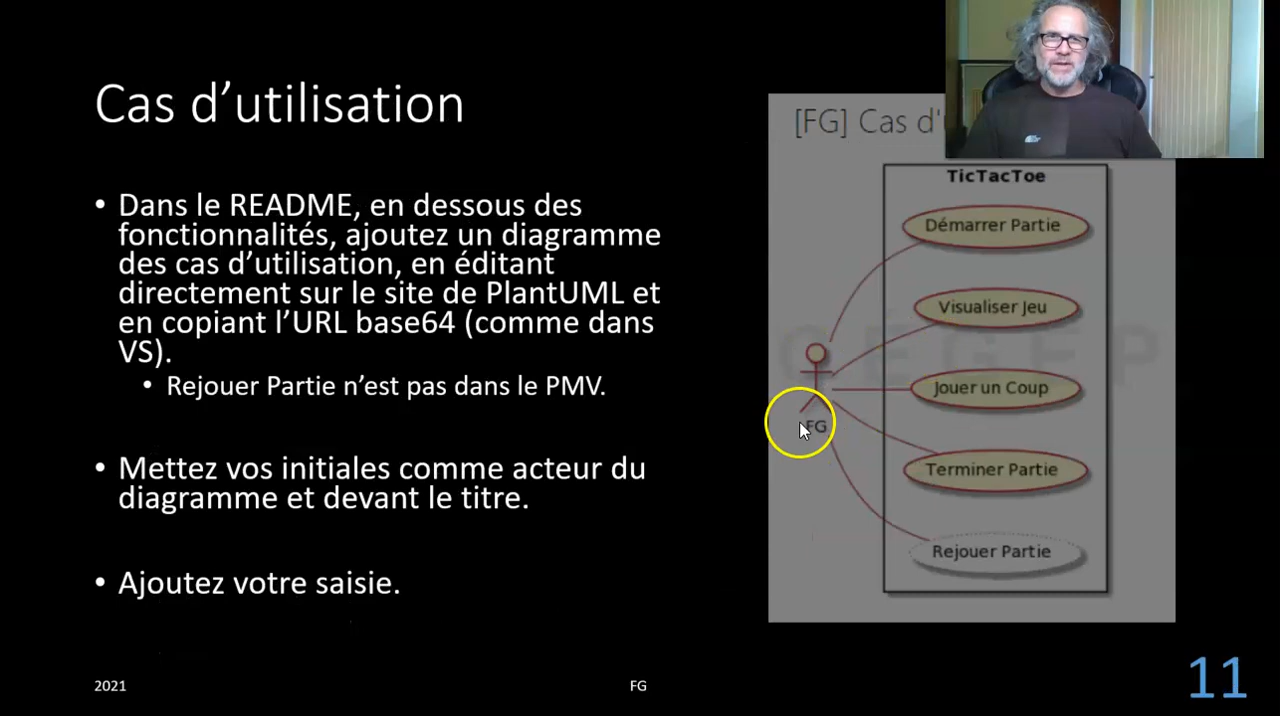 Cas d’utilisation
• Dans le README, en dessous des
fonctionnalités, ajoutez un diagramme
des cas d’utilisation, en éditant
directement sur le site de PlantUML et
en copiant l’URL base64 (comme dans
VS).
• Rejouer Partie n’est pas dans le PMV.
• Mettez vos initiales comme acteur du
diagramme et devant le titre.
• Ajoutez votre saisie.
[FG] Cas d'
TicTacToe
Démarrer Partie
Visualiser Jeu
CÉGEP
Jouer un Coup
FG
Terminer Partie
Rejouer Partie
2021
FG
11